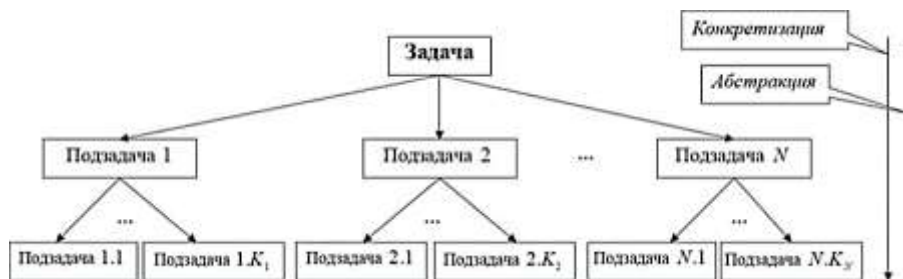 Конкретизация
Задача
Абстракция
Подзадача 1
Подзадача 2
...
Подзадача N
...
...
...
Подзадача 1.1
Подзадача 1.K₁
Подзадача 2.1
Подзадача 2.K₂
Подзадача N.1
Подзадача N.K_N